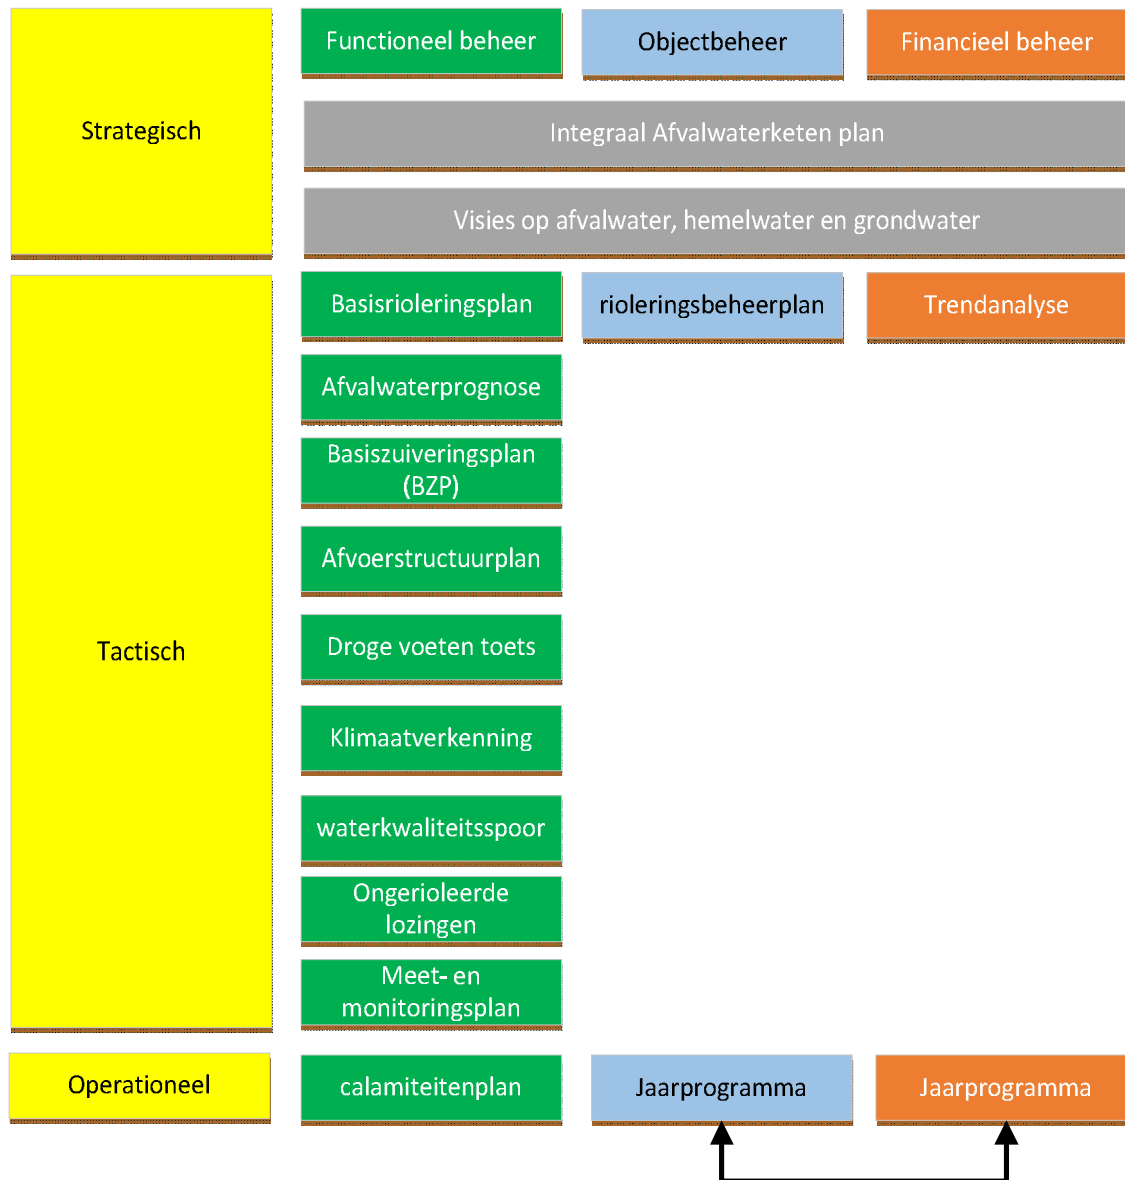 Functioneel beheer
Objectbeheer
Financieel beheer
Strategisch
Integraal Afvalwaterketen plan
Visies op afvalwater, hemelwater en grondwater
Basisrioleringsplan
rioleringsbeheerplan
Trendanalyse
Afvalwaterprognose
Basiszuiveringsplan
(BZP)
Afvoerstructuurplan
Droge voeten toets
Tactisch
Klimaatverkenning
waterkwaliteitsspoor
Ongerioleerde
lozingen
Meet- en
monitoringsplan
Operationeel
calamiteitenplan
Jaarprogramma
Jaarprogramma